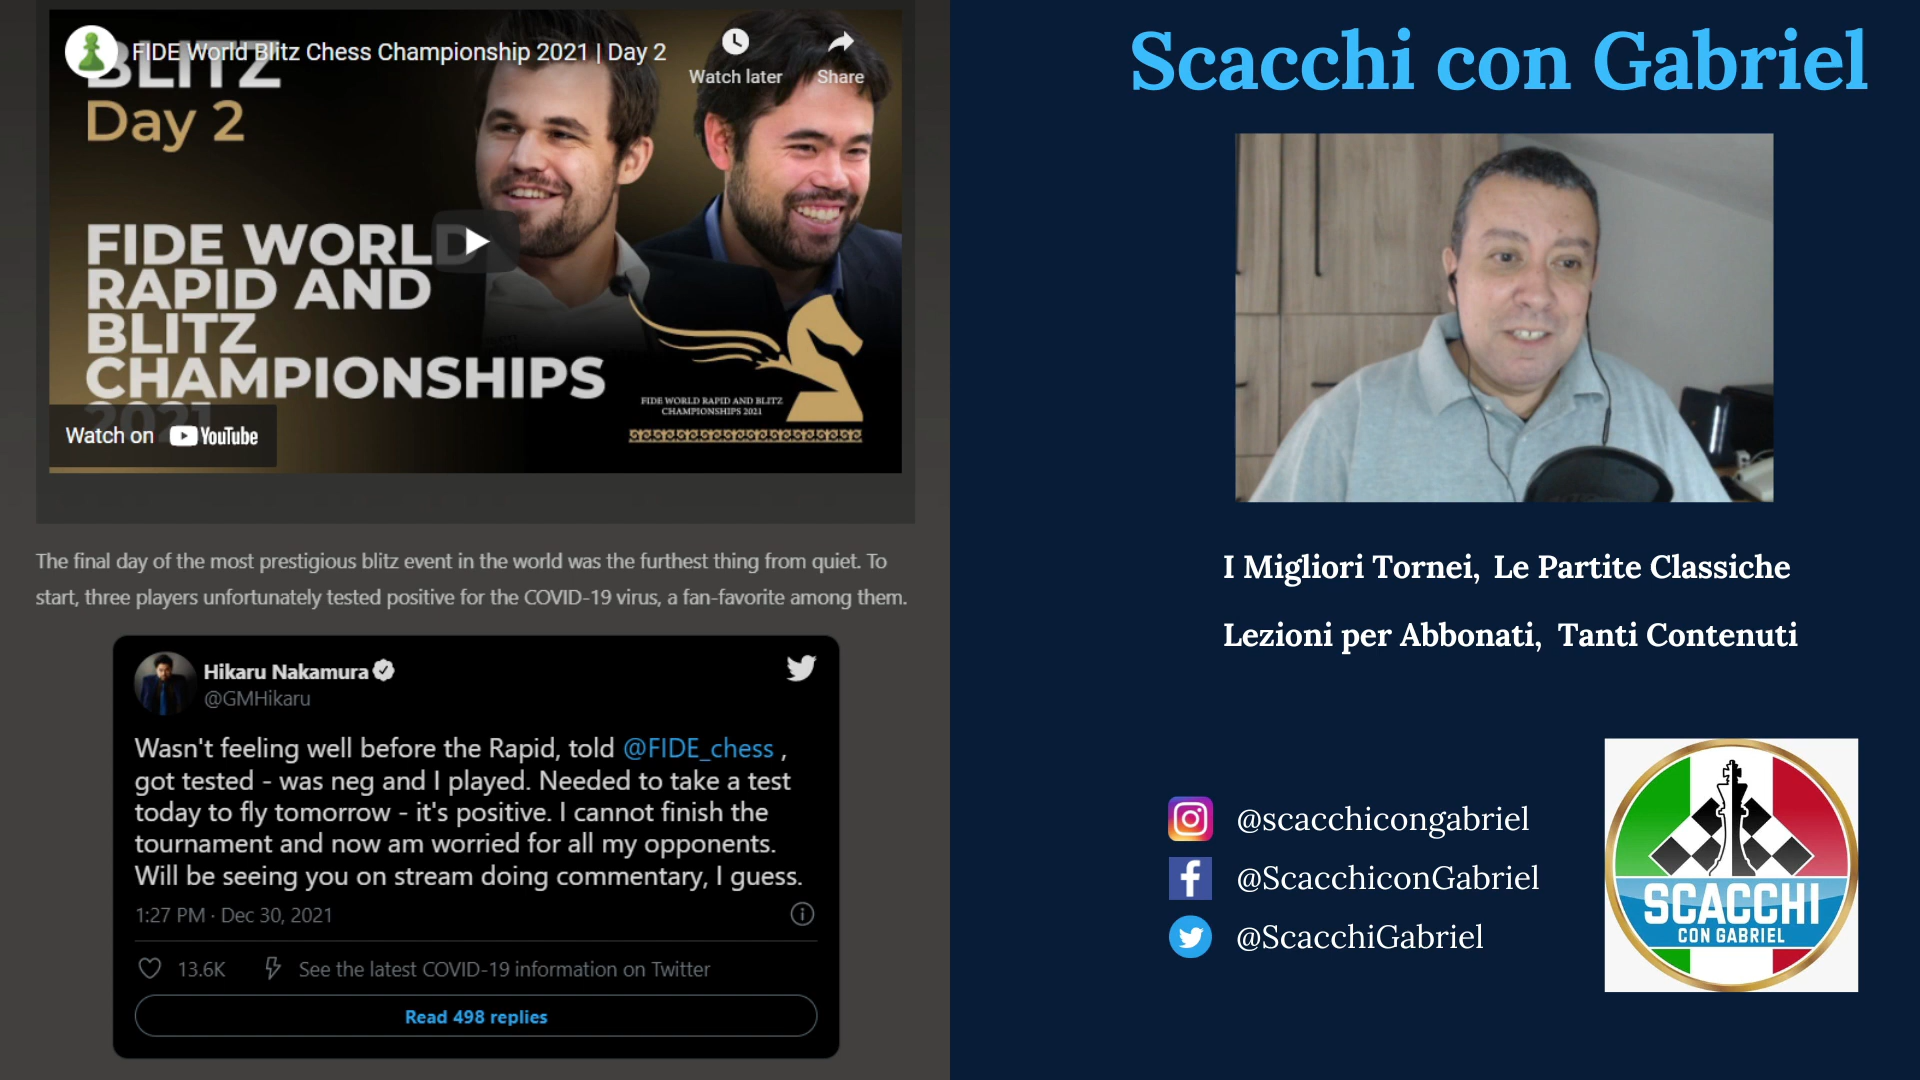 BLITZ
FIDE World Blitz Chess Championship 2021 | Day 2
Watch later
Share
Day 2
FIDE WORLD
RAPID AND
BLITZ
CHAMPIONSHIPS
2021
FIDE WORLD RAPID AND BLITZ
CHAMPIONSHIPS 2021
Watch on YouTube
The final day of the most prestigious blitz event in the world was the furthest thing from quiet. To
start, three players unfortunately tested positive for the COVID-19 virus, a fan-favorite among them.
Hikaru Nakamura
@GMHikaru
Wasn't feeling well before the Rapid, told @FIDE_chess ,
got tested - was neg and I played. Needed to take a test
today to fly tomorrow - it's positive. I cannot finish the
tournament and now am worried for all my opponents.
Will be seeing you on stream doing commentary, I guess.
1:27 PM · Dec 30, 2021
13.6K
See the latest COVID-19 information on Twitter
Read 498 replies
Scacchi con Gabriel
I Migliori Tornei, Le Partite Classiche
Lezioni per Abbonati, Tanti Contenuti
@scacchicongabriel
@ScacchiconGabriel
@ScacchiGabriel
SCACCHI
CON GABRIEL